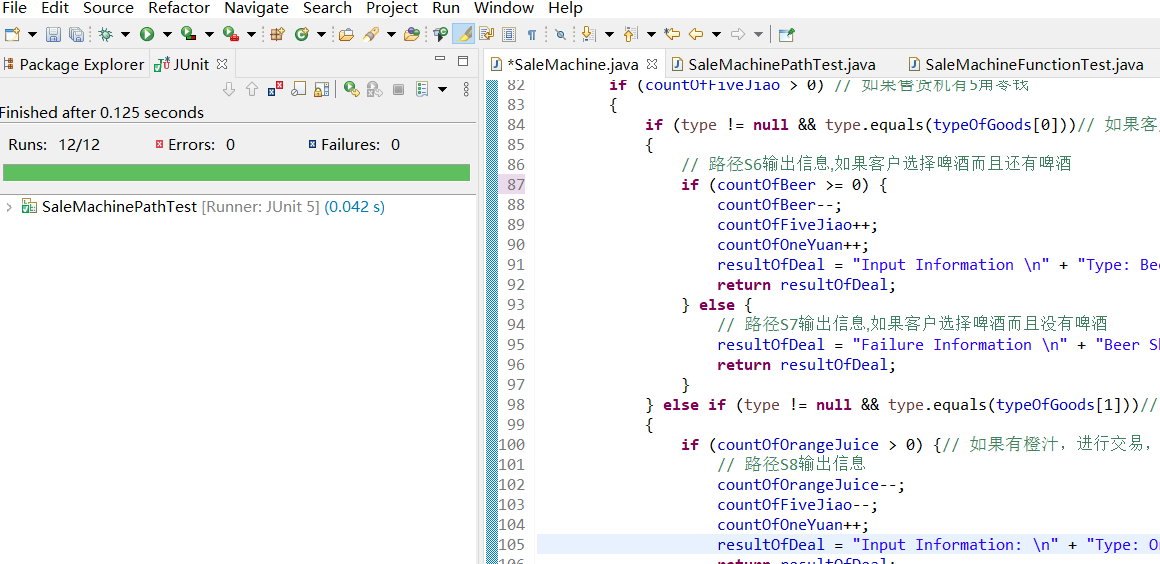 File Edit Source Refactor Navigate Search Project Run Window Help
Package Explorer JUnit
Finished after 0.125 seconds
Runs: 12/12 Errors: 0 Failures: 0
SaleMachinePathTest [Runner: JUnit 5] (0.042 s)
*SaleMachine.java SaleMachinePathTest.java SaleMachineFunctionTest.java
82 if (countOfFiveJiao > 0) // 如果售货机有5角零钱
83 {
84 if (type != null && type.equals(typeOfGoods[0]))// 如果客
85 {
86 // 路径S6输出信息,如果客户选择啤酒而且还有啤酒
87 if (countOfBeer >= 0) {
88 countOfBeer--;
89 countOfFiveJiao++;
90 countOfOneYuan++;
91 resultOfDeal = "Input Information \n" + "Type: Bee
92 return resultOfDeal;
93 } else {
94 // 路径S7输出信息,如果客户选择啤酒而且没有啤酒
95 resultOfDeal = "Failure Information \n" + "Beer Sh
96 return resultOfDeal;
97 }
98 } else if (type != null && type.equals(typeOfGoods[1]))//
99 {
100 if (countOfOrangeJuice > 0) {// 如果有橙汁，进行交易，
101 // 路径S8输出信息
102 countOfOrangeJuice--;
103 countOfFiveJiao--;
104 countOfOneYuan++;
105 resultOfDeal = "Input Information: \n" + "Type: O
106 return resultOfDeal;